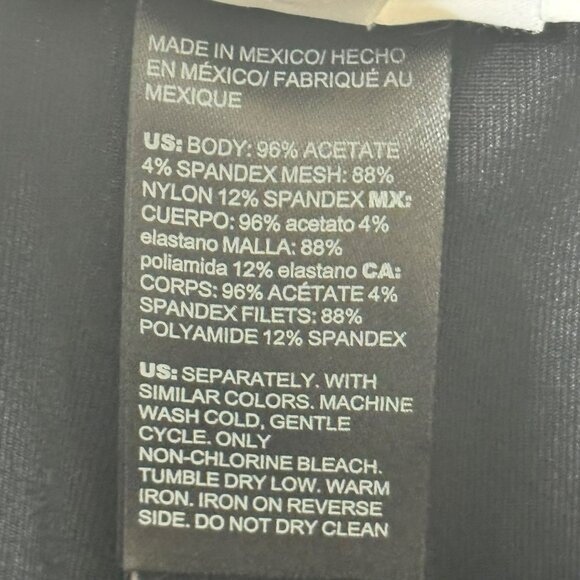 MADE IN MEXICO/ HECHO
EN MÉXICO/ FABRIQUÉ AU
MEXIQUE
US: BODY: 96% ACETATE
4% SPANDEX MESH: 88%
NYLON 12% SPANDEX MX:
CUERPO: 96% acetato 4%
elastano MALLA: 88%
poliamida 12% elastano CA:
CORPS: 96% ACÉTATE 4%
SPANDEX FILETS: 88%
POLYAMIDE 12% SPANDEX
US: SEPARATELY. WITH
SIMILAR COLORS. MACHINE
WASH COLD, GENTLE
CYCLE. ONLY
NON-CHLORINE BLEACH.
TUMBLE DRY LOW. WARM
IRON. IRON ON REVERSE
SIDE. DO NOT DRY CLEAN